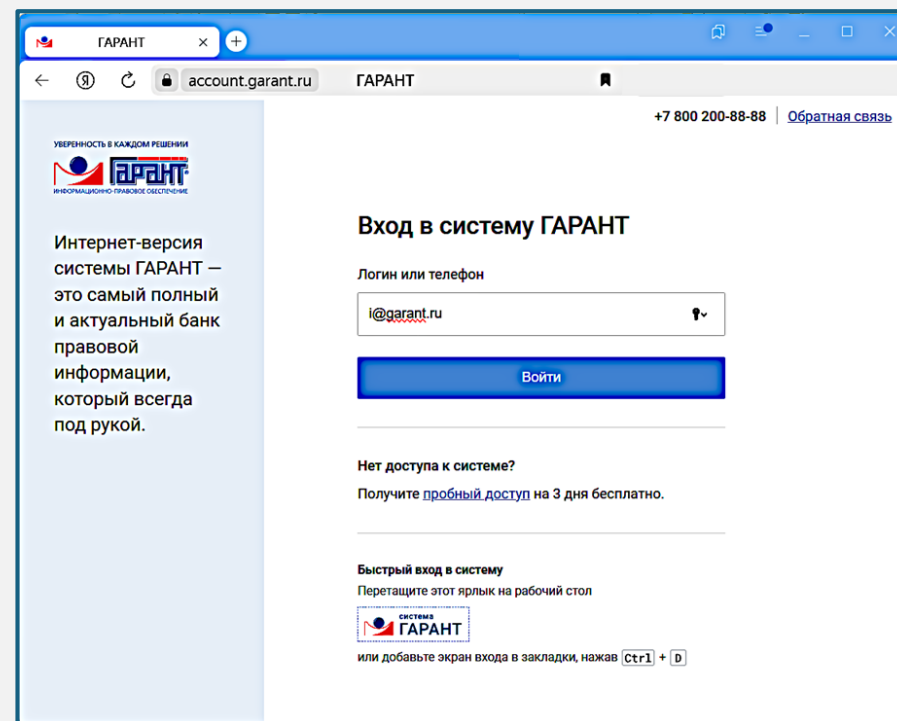 ГАРАНТ
account.garant.ru ГАРАНТ
+7 800 200-88-88 Обратная связь
УВЕРЕННОСТЬ В КАЖДОМ РЕШЕНИИ
ГАРАНТ
ИНФОРМАЦИОННО-ПРАВОВОЕ ОБЕСПЕЧЕНИЕ
Интернет-версия
системы ГАРАНТ —
это самый полный
и актуальный банк
правовой
информации,
который всегда
под рукой.
Вход в систему ГАРАНТ
Логин или телефон
i@garant.ru
Войти
Нет доступа к системе?
Получите пробный доступ на 3 дня бесплатно.
Быстрый вход в систему
Перетащите этот ярлык на рабочий стол
система
ГАРАНТ
или добавьте экран входа в закладки, нажав Ctrl + D